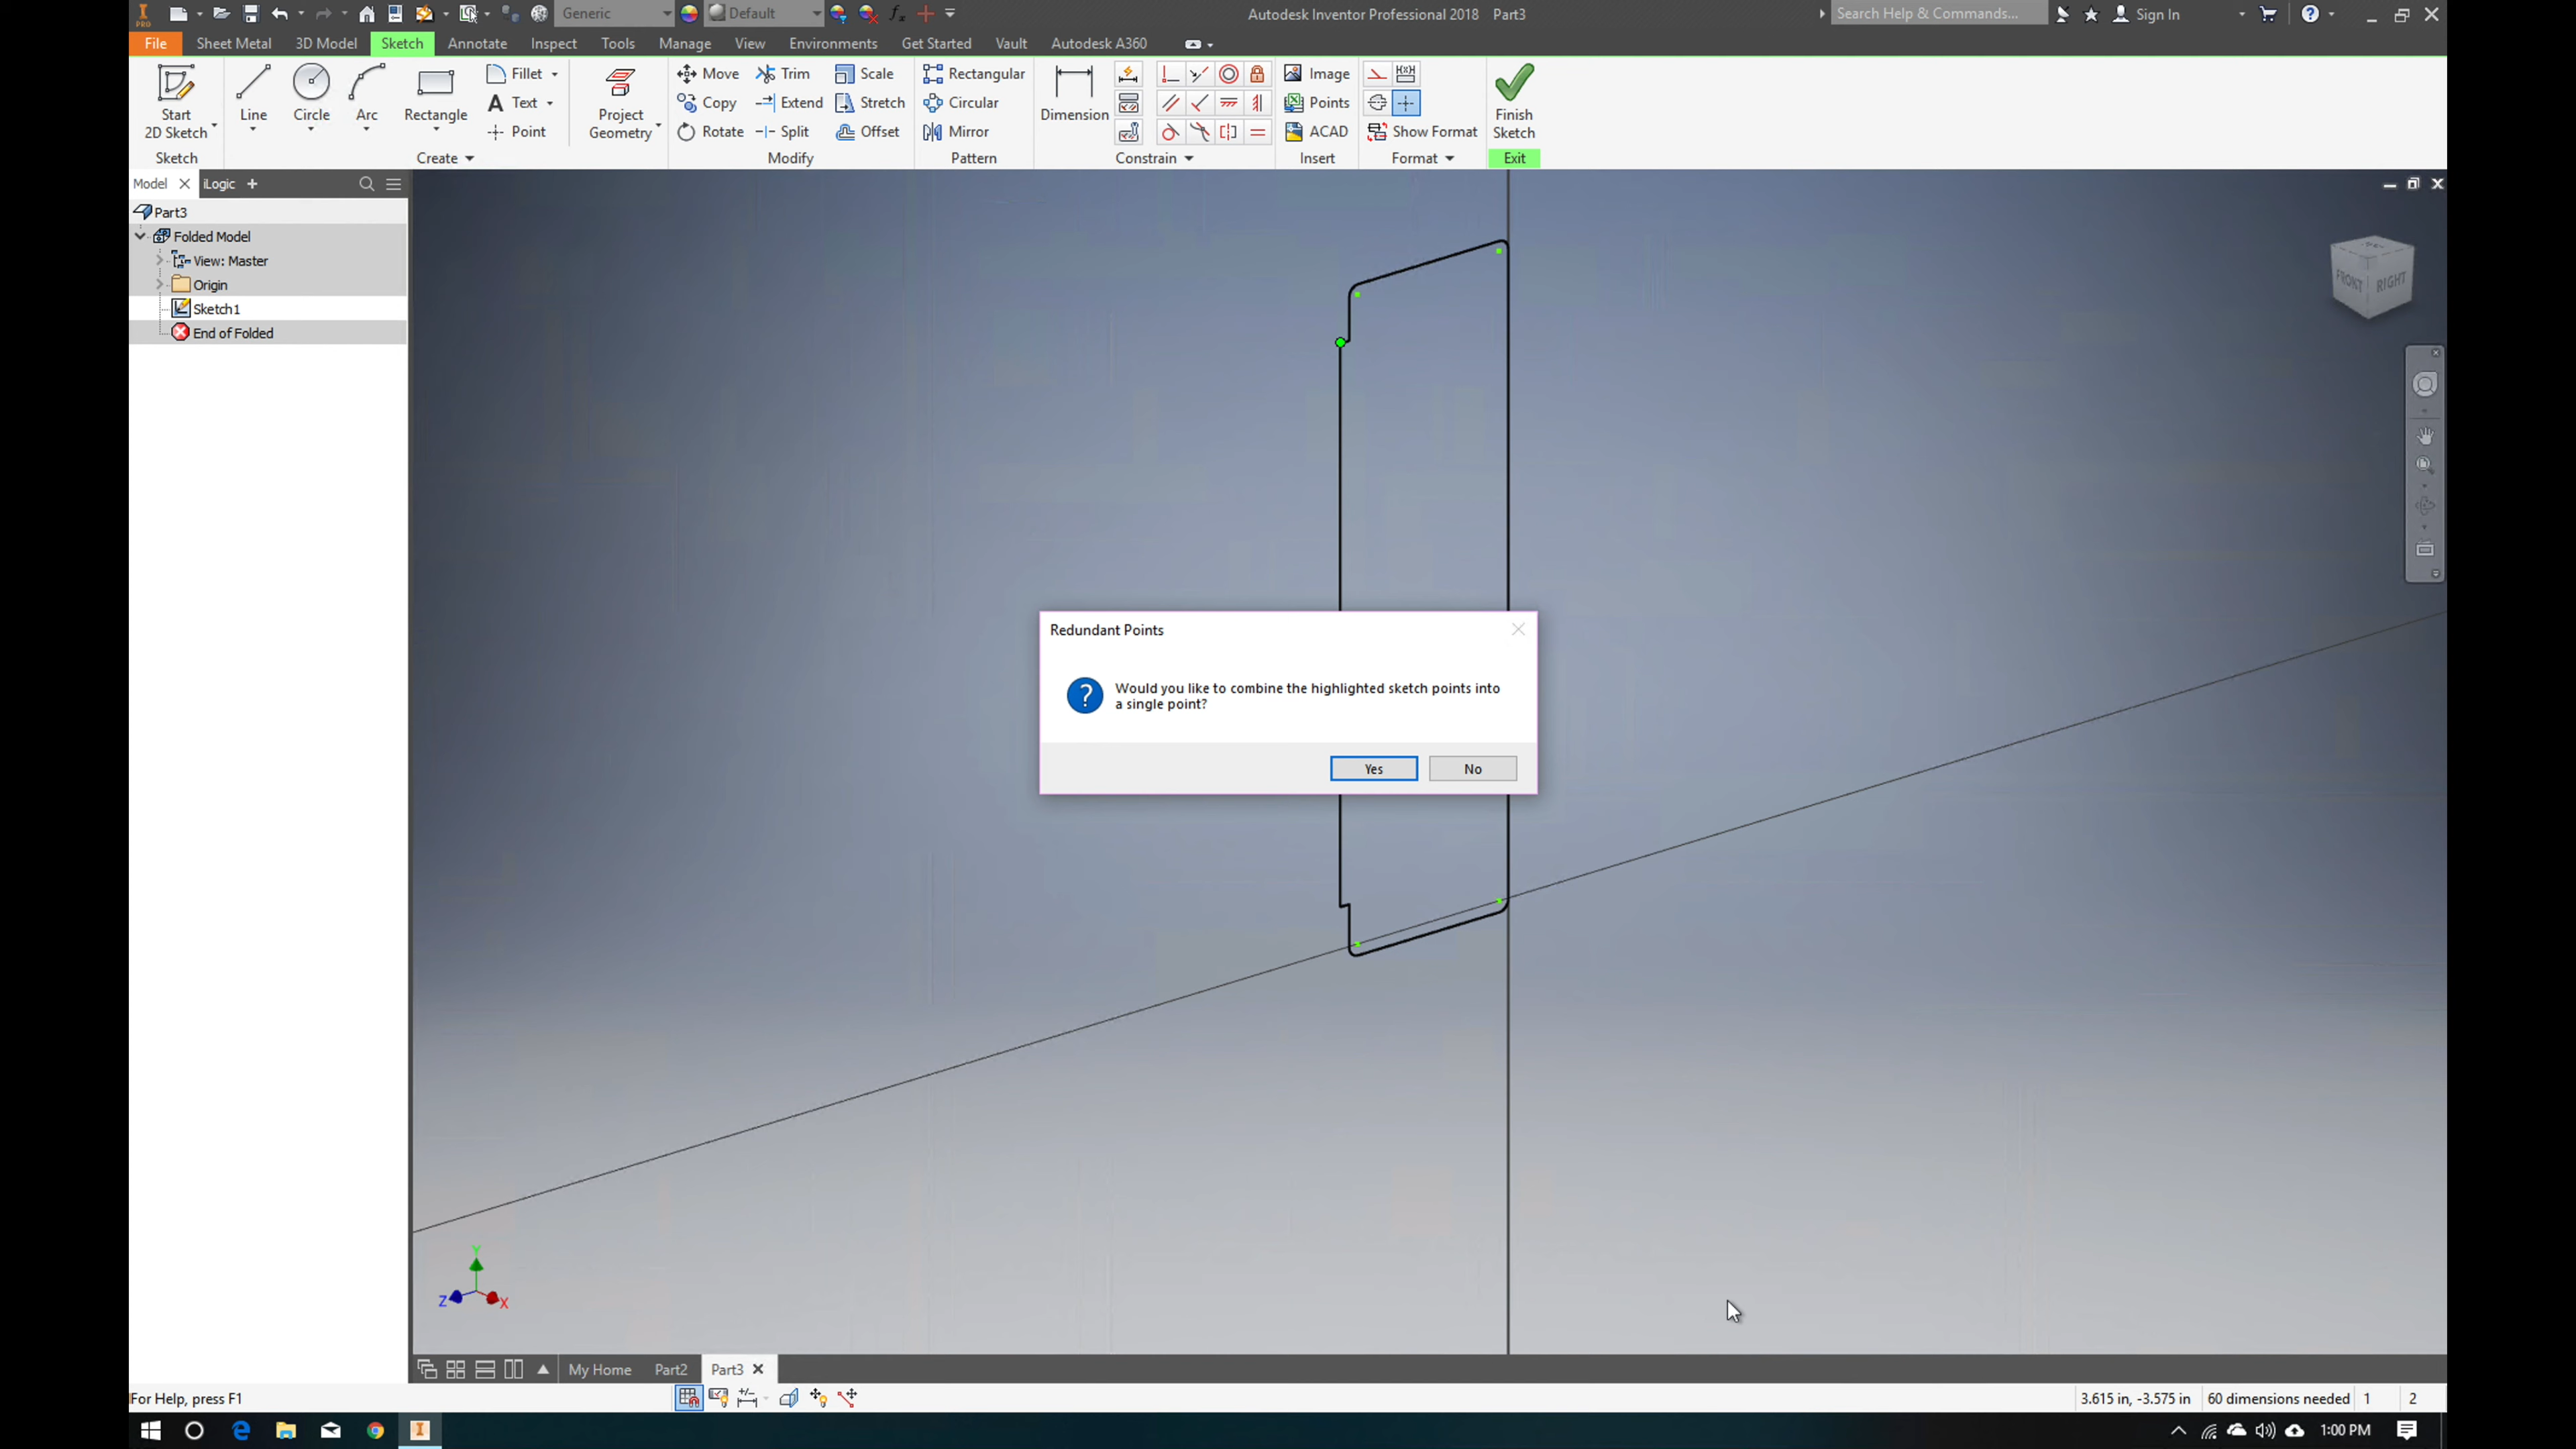 PRO
Generic
Default
Autodesk Inventor Professional 2018 Part3
Search Help & Commands...
Sign In
File
Sheet Metal
3D Model
Sketch
Annotate
Inspect
Tools
Manage
View
Environments
Get Started
Vault
Autodesk A360
Start
2D Sketch
Line
Circle
Arc
Rectangle
Fillet
Text
Point
Project
Geometry
Move
Copy
Rotate
Trim
Extend
Split
Scale
Stretch
Offset
Rectangular
Circular
Mirror
Dimension
Image
Points
ACAD
Show Format
Finish
Sketch
Sketch
Create
Modify
Pattern
Constrain
Insert
Format
Exit
Model
iLogic
Part3
Folded Model
View: Master
Origin
Sketch1
End of Folded
FRONT
RIGHT
Redundant Points
Would you like to combine the highlighted sketch points into
a single point?
Yes
No
Y
Z
X
My Home
Part2
Part3
For Help, press F1
3.615 in, -3.575 in
60 dimensions needed
1
2
1:00 PM